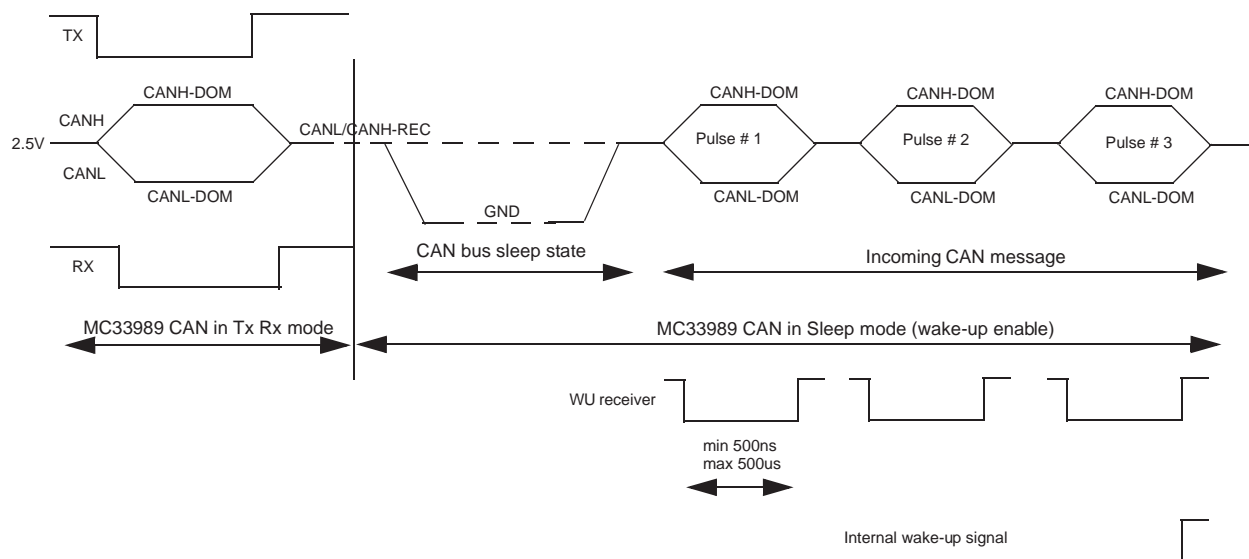 TX
CANH-DOM
CANH-DOM
CANH-DOM
CANH-DOM
CANH
CANL/CANH-REC
2.5V
Pulse # 1
Pulse # 2
Pulse # 3
CANL
CANL-DOM
CANL-DOM
CANL-DOM
CANL-DOM
GND
CAN bus sleep state
Incoming CAN message
RX
MC33989 CAN in Tx Rx mode
MC33989 CAN in Sleep mode (wake-up enable)
WU receiver
min 500ns
max 500us
Internal wake-up signal